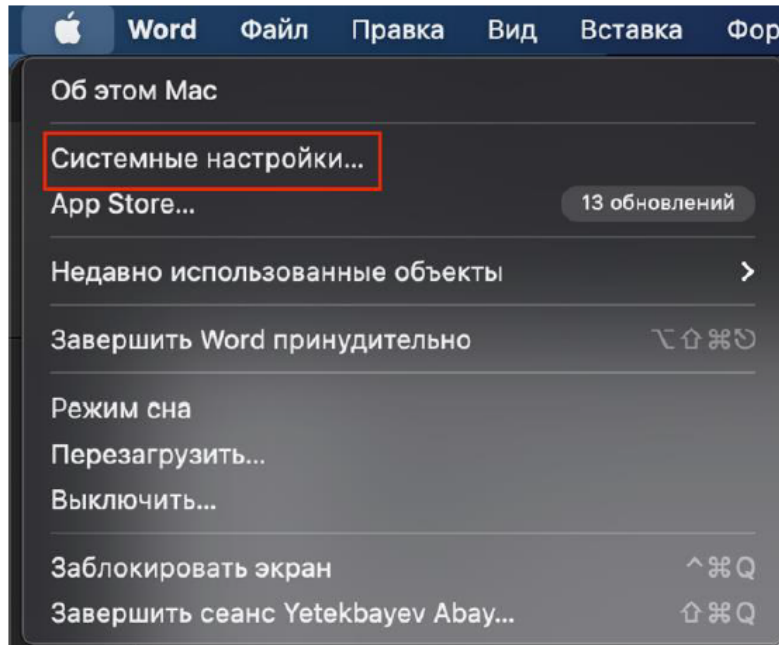 Word Файл Правка Вид Вставка Фор
Об этом Mac
Системные настройки...
App Store... 13 обновлений
Недавно использованные объекты
Завершить Word принудительно ⌥⇧⌘⎋
Режим сна
Перезагрузить...
Выключить...
Заблокировать экран ^⌘Q
Завершить сеанс Yetekbayev Abay... ⇧⌘Q